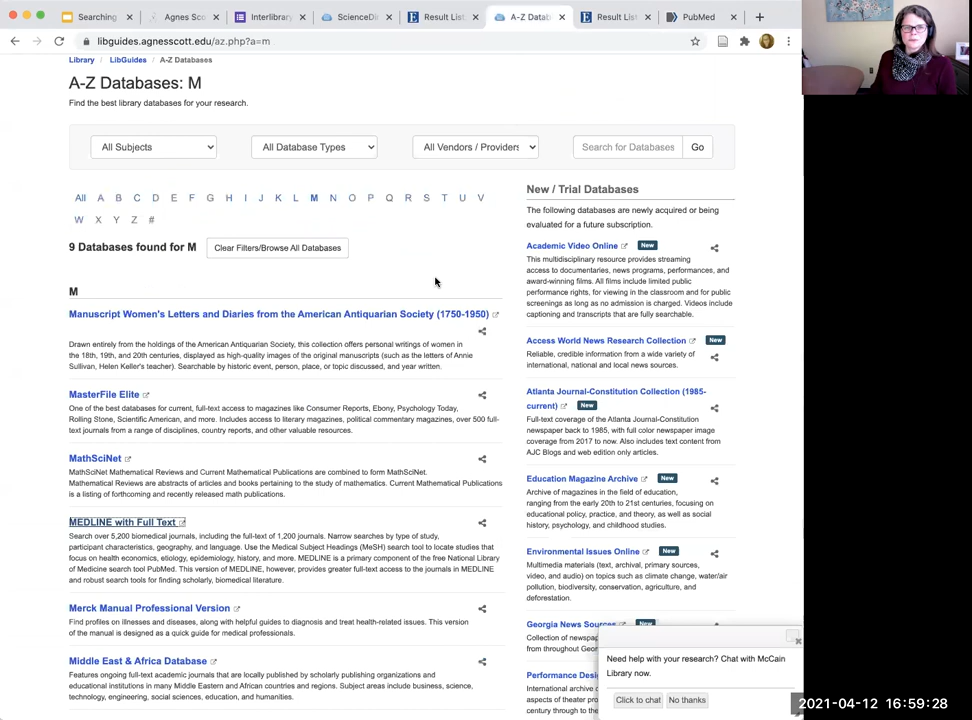 Searching
Agnes Sco
Interlibrary
ScienceDi
Result List
A-Z Datab
Result List
PubMed
libguides.agnesscott.edu/az.php?a=m
Library / LibGuides / A-Z Databases
A-Z Databases: M
Find the best library databases for your research.
All Subjects
All Database Types
All Vendors / Providers
Search for Databases
Go
All A B C D E F G H I J K L M N O P Q R S T U V
W X Y Z #
9 Databases found for M
Clear Filters/Browse All Databases
M
Manuscript Women's Letters and Diaries from the American Antiquarian Society (1750-1950)
Drawn entirely from the holdings of the American Antiquarian Society, this collection offers personal writings of women in
the 18th, 19th, and 20th centuries, displayed as high-quality images of the original manuscripts (such as the letters of Annie
Sullivan, Helen Keller's teacher). Searchable by historic event, person, place, or topic discussed, and year written.
MasterFile Elite
One of the best databases for current, full-text access to magazines like Consumer Reports, Ebony, Psychology Today,
Rolling Stone, Scientific American, and more. Includes access to literary magazines, political commentary magazines, over 500 full-
text journals from a range of disciplines, country reports, and other valuable resources.
MathSciNet
MathSciNet Mathematical Reviews and Current Mathematical Publications are combined to form MathSciNet.
Mathematical Reviews are abstracts of articles and books pertaining to the study of mathematics. Current Mathematical Publications
is a listing of forthcoming and recently released math publications.
MEDLINE with Full Text
Search over 5,200 biomedical journals, including the full-text of 1,200 journals. Narrow searches by type of study,
participant characteristics, geography, and language. Use the Medical Subject Headings (MeSH) search tool to locate studies that
focus on health economics, etiology, epidemiology, history, and more. MEDLINE is a primary component of the free National Library
of Medicine search tool PubMed. This version of MEDLINE, however, provides greater full-text access to the journals in MEDLINE
and robust search tools for finding scholarly, biomedical literature.
Merck Manual Professional Version
Find profiles on illnesses and diseases, along with helpful guides to diagnosis and treat health-related issues. This version
of the manual is designed as a quick guide for medical professionals.
Middle East & Africa Database
Features ongoing full-text academic journals that are locally published by scholarly publishing organizations and
educational institutions in many Middle Eastern and African countries and regions. Subject areas include business, science,
technology, engineering, social sciences, education, and humanities.
New / Trial Databases
The following databases are newly acquired or being
evaluated for a future subscription.
Academic Video Online New
This multidisciplinary resource provides streaming
access to documentaries, news programs, performances, and
award-winning films. All films include limited public
performance rights, for viewing in the classroom and for public
screenings as long as no admission is charged. Videos include
captioning and transcripts that are fully searchable.
Access World News Research Collection New
Reliable, credible information from a wide variety of
international, national and local news sources.
Atlanta Journal-Constitution Collection (1985-
current) New
Full-text coverage of the Atlanta Journal-Constitution
newspaper back to 1985, with full color newspaper image
coverage from 2017 to now. Also includes text content from
AJC Blogs and web edition only articles.
Education Magazine Archive New
Archive of magazines in the field of education,
ranging from the early 20th-21st centuries, focusing on
educational policy, practice, and theory, as well as social
history, psychology, and childhood studies.
Environmental Issues Online New
Multimedia materials (text, archival, primary sources,
video, and audio) on topics such as climate change, water/air
pollution, biodiversity, conservation, agriculture, and
deforestation.
Georgia News Sources New
Collection of newspap
from throughout Geor
Performance Desi
International archive o
aspects of theater pro
century through to the
Need help with your research? Chat with McCain
Library now.
Click to chat
No thanks
2021-04-12 16:59:28